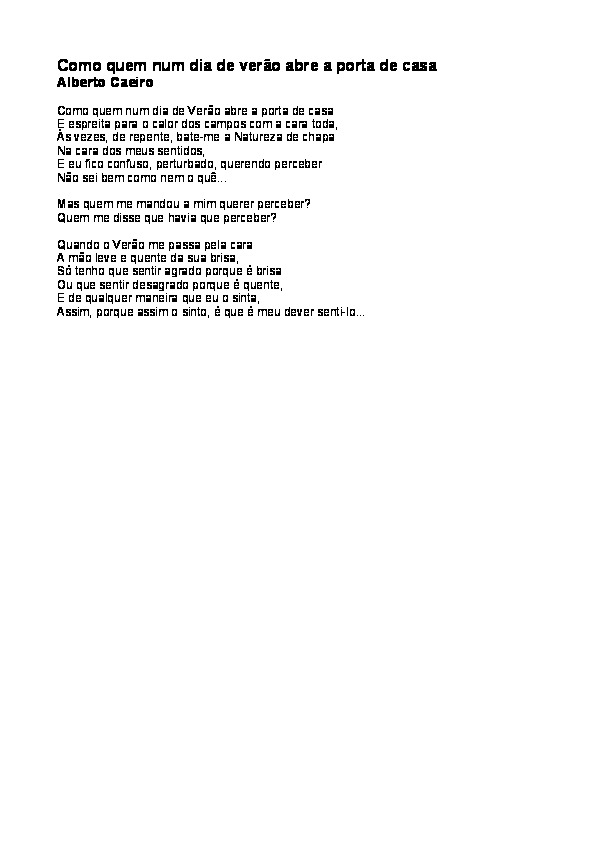 Como quem num dia de verão abre a porta de casa
Alberto Caeiro
Como quem num dia de Verão abre a porta de casa
E espreita para o calor dos campos com a cara toda,
Às vezes, de repente, bate-me a Natureza de chapa
Na cara dos meus sentidos,
E eu fico confuso, perturbado, querendo perceber
Não sei bem como nem o quê...
Mas quem me mandou a mim querer perceber?
Quem me disse que havia que perceber?
Quando o Verão me passa pela cara
A mão leve e quente da sua brisa,
Só tenho que sentir agrado porque é brisa
Ou que sentir desagrado porque é quente,
E de qualquer maneira que eu o sinta,
Assim, porque assim o sinto, é que é meu dever senti-lo...